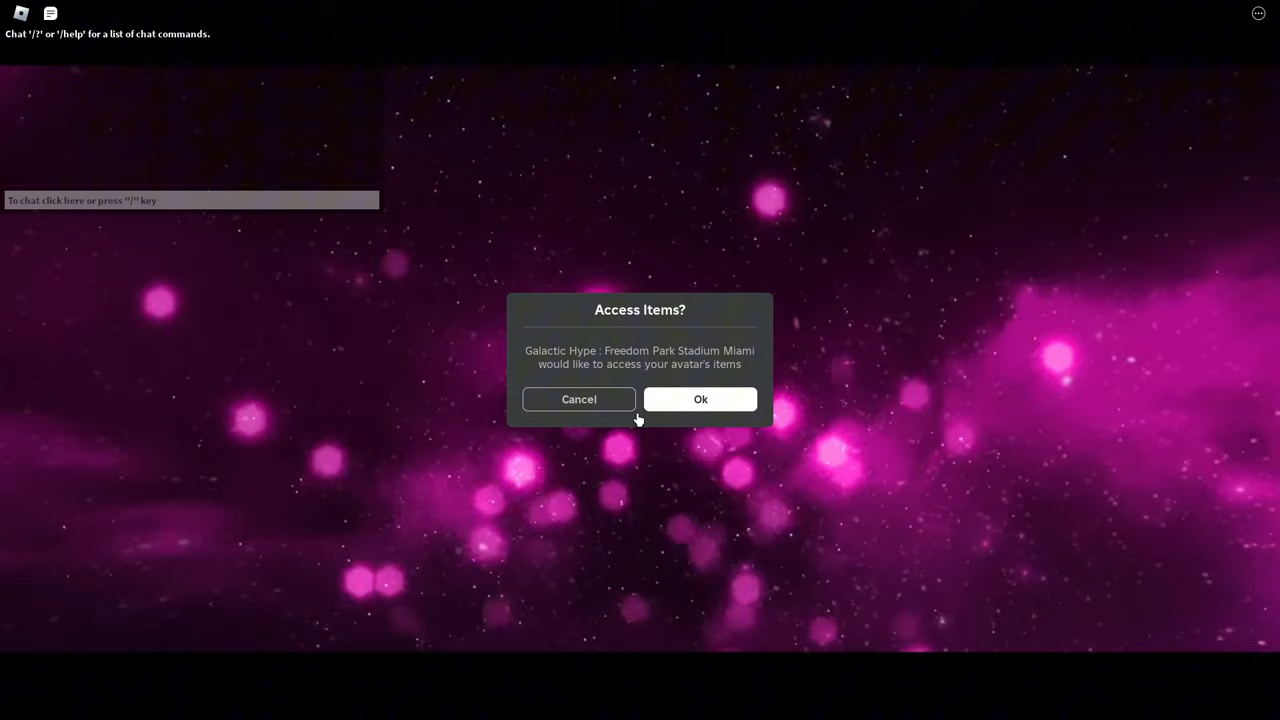 Chat '/?' or '/help' for a list of chat commands.
To chat click here or press "/" key
Access Items?
Galactic Hype : Freedom Park Stadium Miami
would like to access your avatar's items
Cancel
Ok